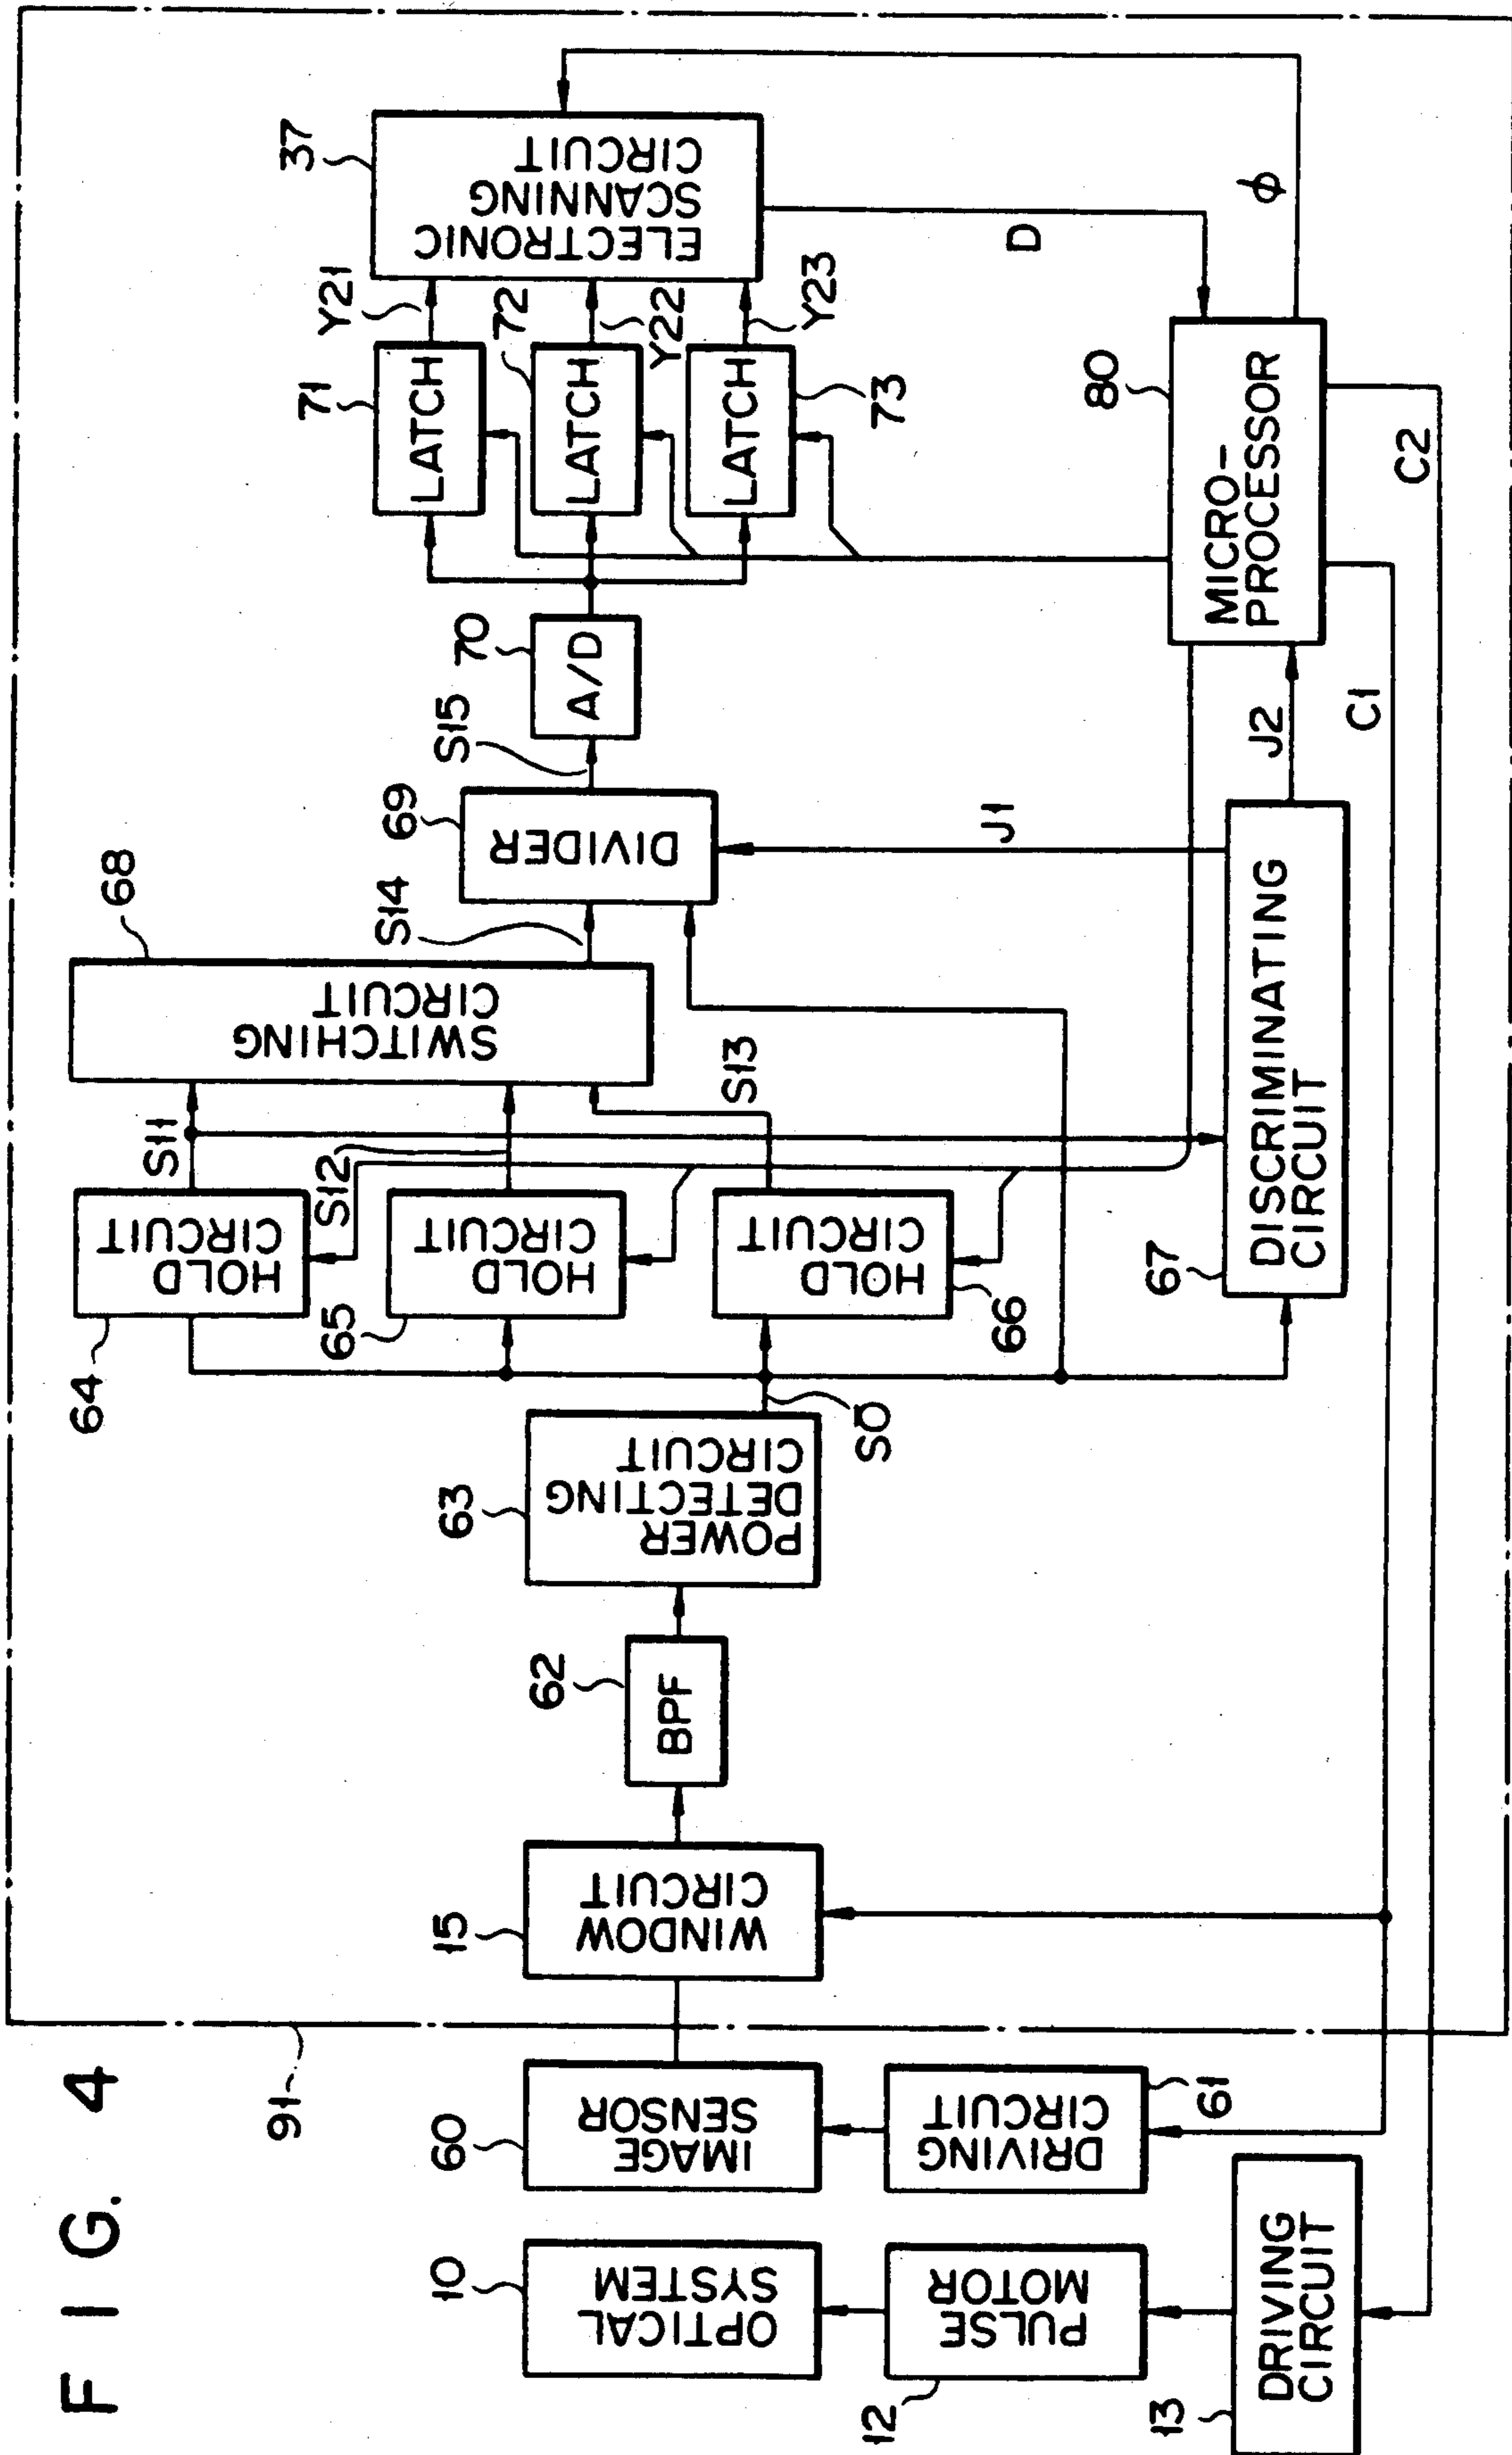 FIG. 4
91
10
OPTICAL
SYSTEM
12
PULSE
MOTOR
13
DRIVING
CIRCUIT
60
IMAGE
SENSOR
DRIVING
CIRCUIT
61
15
WINDOW
CIRCUIT
62
BPF
63
POWER
DETECTING
CIRCUIT
S0
64
HOLD
CIRCUIT
65
HOLD
CIRCUIT
66
HOLD
CIRCUIT
67
DISCRIMINATING
CIRCUIT
S11
S12
S13
68
SWITCHING
CIRCUIT
S14
69
DIVIDER
J1
S15
70
A/D
71
LATCH
72
LATCH
73
LATCH
Y21
Y22
Y23
37
ELECTRONIC
SCANNING
CIRCUIT
J2
80
MICRO-
PROCESSOR
D
φ
C1
C2